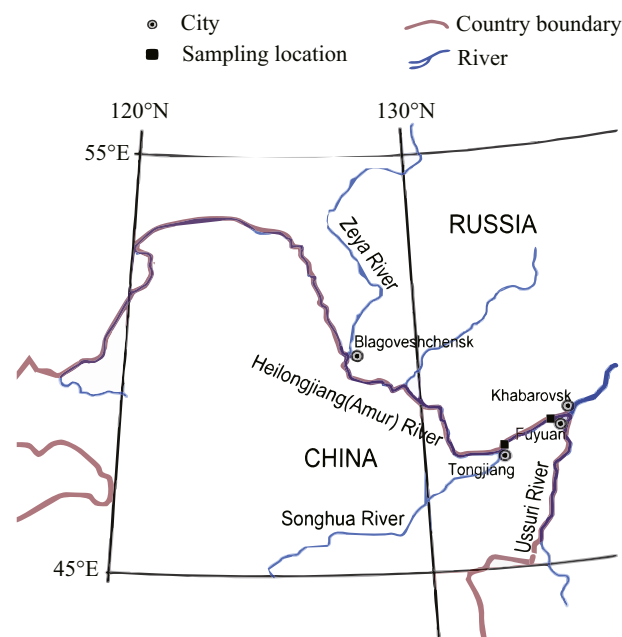 City
Country boundary
Sampling location
River
120°N
130°N
55°E
RUSSIA
Zeya River
Blagoveshchensk
Heilongjiang(Amur) River
Khabarovsk
Fuyuan
CHINA
Tongjiang
Ussuri River
Songhua River
45°E